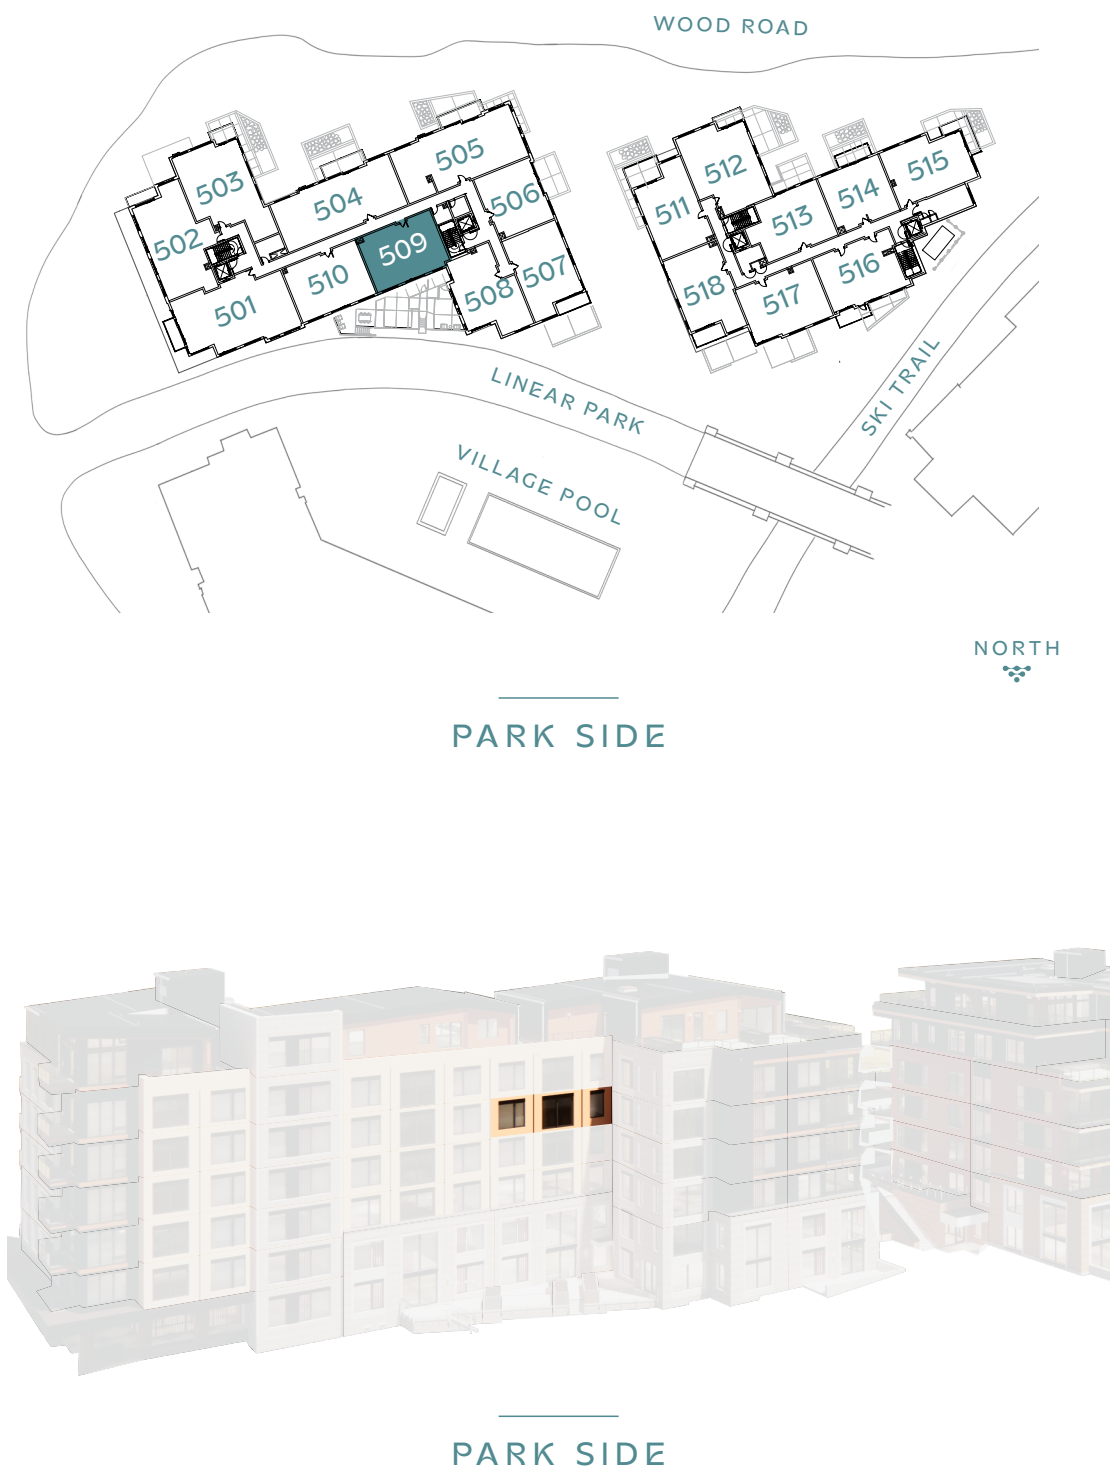 WOOD ROAD
505
503
504
506
502
509
510
507
508
501
512
515
514
511
513
516
518
517
LINEAR PARK
SKI TRAIL
VILLAGE POOL
NORTH
PARK SIDE
PARK SIDE